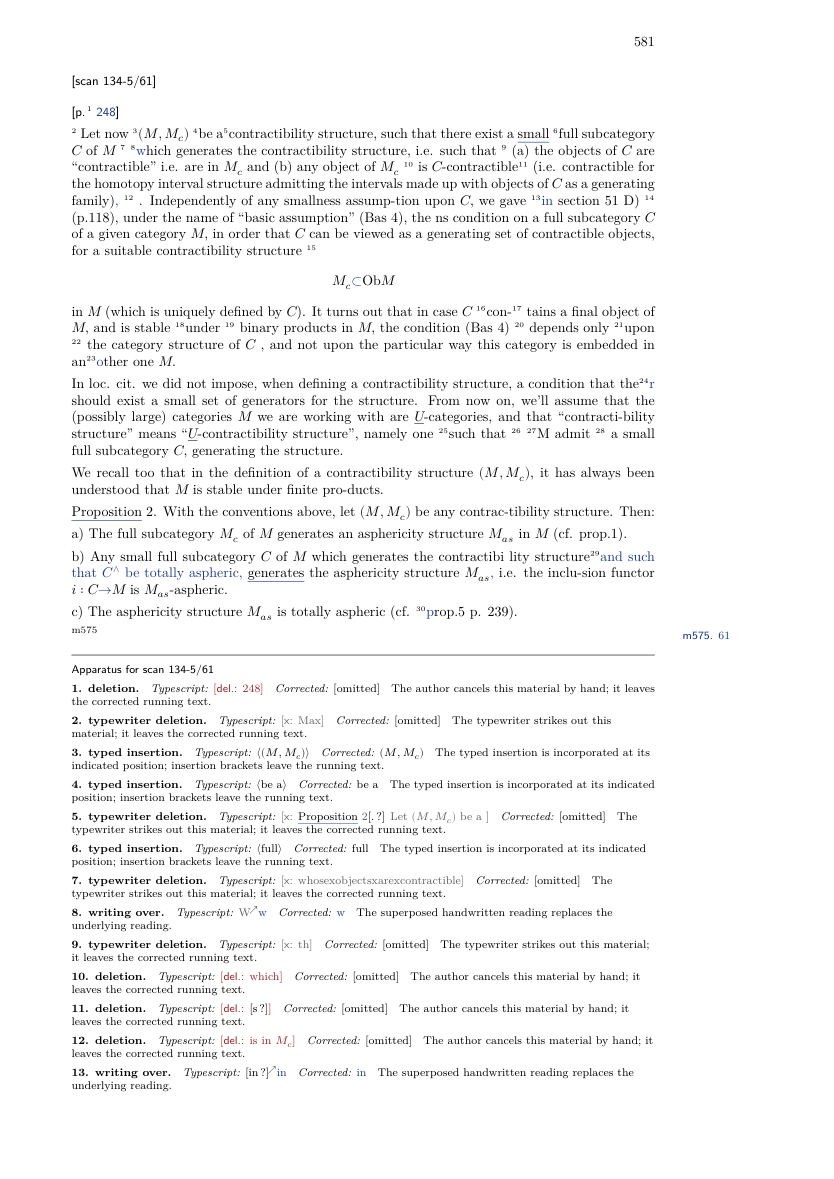 581
[scan 134-5/61]
[p. ¹ 248]
² Let now ³(M, M_c) ⁴be a⁵contractibility structure, such that there exist a small ⁶full subcategory
C of M ⁷ ⁸which generates the contractibility structure, i.e. such that ⁹ (a) the objects of C are
“contractible” i.e. are in M_c and (b) any object of M_c ¹⁰ is C-contractible¹¹ (i.e. contractible for
the homotopy interval structure admitting the intervals made up with objects of C as a generating
family), ¹² . Independently of any smallness assump-tion upon C, we gave ¹³in section 51 D) ¹⁴
(p.118), under the name of “basic assumption” (Bas 4), the ns condition on a full subcategory C
of a given category M, in order that C can be viewed as a generating set of contractible objects,
for a suitable contractibility structure ¹⁵
M_c⊂ObM
in M (which is uniquely defined by C). It turns out that in case C ¹⁶con-¹⁷ tains a final object of
M, and is stable ¹⁸under ¹⁹ binary products in M, the condition (Bas 4) ²⁰ depends only ²¹upon
²² the category structure of C , and not upon the particular way this category is embedded in
an²³other one M.
In loc. cit. we did not impose, when defining a contractibility structure, a condition that the²⁴r
should exist a small set of generators for the structure. From now on, we’ll assume that the
(possibly large) categories M we are working with are U-categories, and that “contracti-bility
structure” means “U-contractibility structure”, namely one ²⁵such that ²⁶ ²⁷M admit ²⁸ a small
full subcategory C, generating the structure.
We recall too that in the definition of a contractibility structure (M, M_c), it has always been
understood that M is stable under finite pro-ducts.
Proposition 2. With the conventions above, let (M, M_c) be any contrac-tibility structure. Then:
a) The full subcategory M_c of M generates an asphericity structure M_as in M (cf. prop.1).
b) Any small full subcategory C of M which generates the contractibi lity structure²⁹and such
that C^ be totally aspheric, generates the asphericity structure M_as, i.e. the inclu-sion functor
i : C→M is M_as-aspheric.
c) The asphericity structure M_as is totally aspheric (cf. ³⁰prop.5 p. 239).
m575
m575. 61
Apparatus for scan 134-5/61
1. deletion. Typescript: [del.: 248] Corrected: [omitted] The author cancels this material by hand; it leaves
the corrected running text.
2. typewriter deletion. Typescript: [x: Max] Corrected: [omitted] The typewriter strikes out this
material; it leaves the corrected running text.
3. typed insertion. Typescript: ⟨(M, M_c)⟩ Corrected: (M, M_c) The typed insertion is incorporated at its
indicated position; insertion brackets leave the running text.
4. typed insertion. Typescript: ⟨be a⟩ Corrected: be a The typed insertion is incorporated at its indicated
position; insertion brackets leave the running text.
5. typewriter deletion. Typescript: [x: Proposition 2[. ?] Let (M, M_c) be a ] Corrected: [omitted] The
typewriter strikes out this material; it leaves the corrected running text.
6. typed insertion. Typescript: ⟨full⟩ Corrected: full The typed insertion is incorporated at its indicated
position; insertion brackets leave the running text.
7. typewriter deletion. Typescript: [x: whosexobjectsxarexcontractible] Corrected: [omitted] The
typewriter strikes out this material; it leaves the corrected running text.
8. writing over. Typescript: W↗w Corrected: w The superposed handwritten reading replaces the
underlying reading.
9. typewriter deletion. Typescript: [x: th] Corrected: [omitted] The typewriter strikes out this material;
it leaves the corrected running text.
10. deletion. Typescript: [del.: which] Corrected: [omitted] The author cancels this material by hand; it
leaves the corrected running text.
11. deletion. Typescript: [del.: [s ?]] Corrected: [omitted] The author cancels this material by hand; it
leaves the corrected running text.
12. deletion. Typescript: [del.: is in M_c] Corrected: [omitted] The author cancels this material by hand; it
leaves the corrected running text.
13. writing over. Typescript: [in ?]↗in Corrected: in The superposed handwritten reading replaces the
underlying reading.